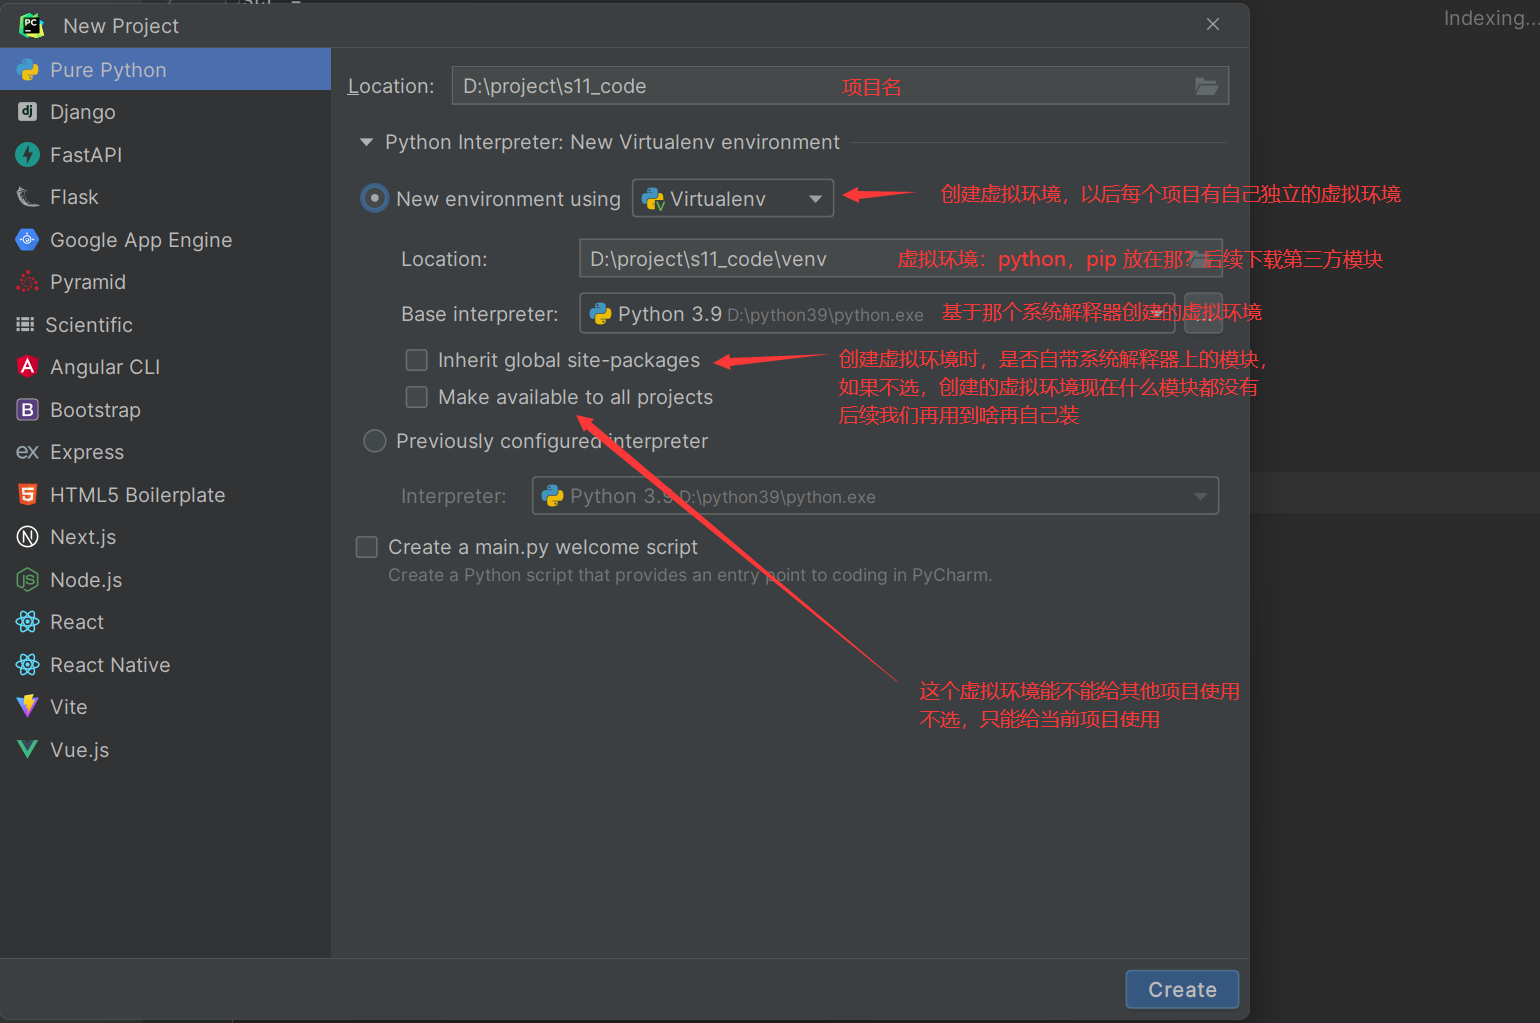 Indexing...
New Project
Pure Python
Django
FastAPI
Flask
Google App Engine
Pyramid
Scientific
Angular CLI
Bootstrap
Express
HTML5 Boilerplate
Next.js
Node.js
React
React Native
Vite
Vue.js
Location: D:\project\s11_code 项目名
Python Interpreter: New Virtualenv environment
New environment using Virtualenv 创建虚拟环境，以后每个项目有自己独立的虚拟环境
Location: D:\project\s11_code\venv 虚拟环境：python，pip 放在那？后续下载第三方模块
Base interpreter: Python 3.9 D:\python39\python.exe 基于那个系统解释器创建的虚拟环境
Inherit global site-packages
创建虚拟环境时，是否自带系统解释器上的模块，
如果不选，创建的虚拟环境现在什么模块都没有
后续我们再用到啥再自己装
Make available to all projects
Previously configured interpreter
Interpreter: Python 3.9 D:\python39\python.exe
Create a main.py welcome script
Create a Python script that provides an entry point to coding in PyCharm.
这个虚拟环境能不能给其他项目使用
不选，只能给当前项目使用
Create